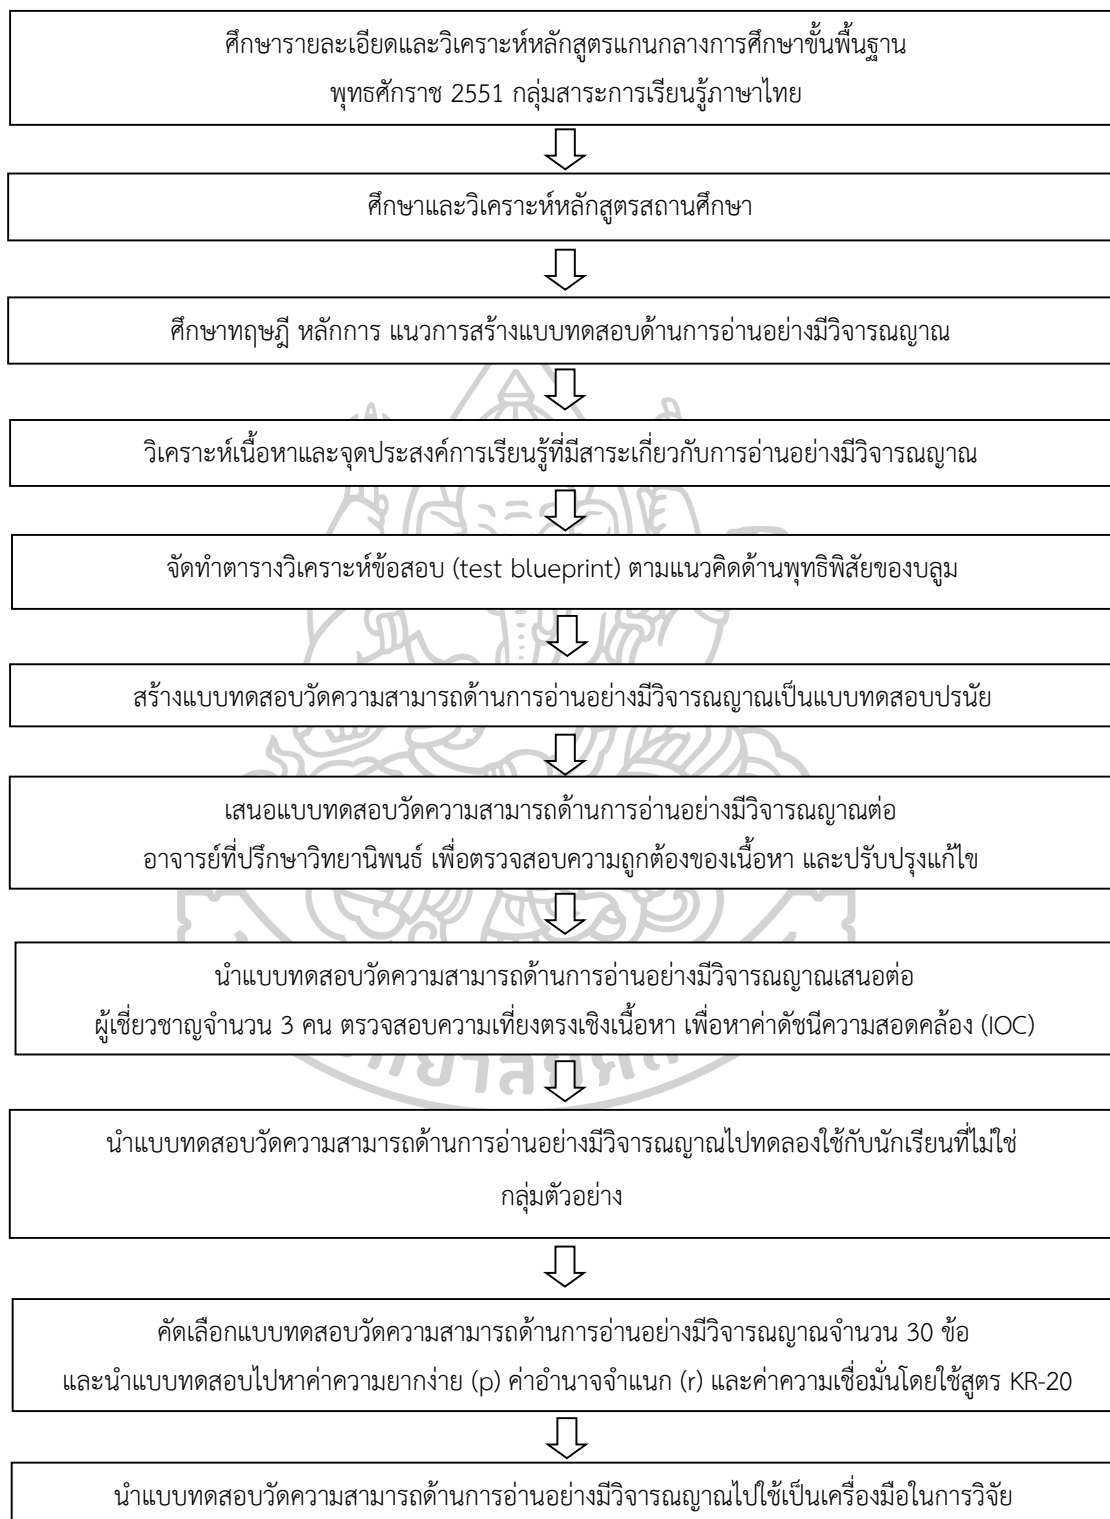 ศึกษารายละเอียดและวิเคราะห์หลักสูตรแกนกลางการศึกษาขั้นพื้นฐาน
พุทธศักราช 2551 กลุ่มสาระการเรียนรู้ภาษาไทย
ศึกษาและวิเคราะห์หลักสูตรสถานศึกษา
ศึกษาทฤษฎี หลักการ แนวการสร้างแบบทดสอบด้านการอ่านอย่างมีวิจารณญาณ
วิเคราะห์เนื้อหาและจุดประสงค์การเรียนรู้ที่มีสาระเกี่ยวกับการอ่านอย่างมีวิจารณญาณ
จัดทำตารางวิเคราะห์ข้อสอบ (test blueprint) ตามแนวคิดด้านพุทธิพิสัยของบลูม
สร้างแบบทดสอบวัดความสามารถด้านการอ่านอย่างมีวิจารณญาณเป็นแบบทดสอบปรนัย
เสนอแบบทดสอบวัดความสามารถด้านการอ่านอย่างมีวิจารณญาณต่อ
อาจารย์ที่ปรึกษาวิทยานิพนธ์ เพื่อตรวจสอบความถูกต้องของเนื้อหา และปรับปรุงแก้ไข
นำแบบทดสอบวัดความสามารถด้านการอ่านอย่างมีวิจารณญาณเสนอต่อ
ผู้เชี่ยวชาญจำนวน 3 คน ตรวจสอบความเที่ยงตรงเชิงเนื้อหา เพื่อหาค่าดัชนีความสอดคล้อง (IOC)
นำแบบทดสอบวัดความสามารถด้านการอ่านอย่างมีวิจารณญาณไปทดลองใช้กับนักเรียนที่ไม่ใช่
กลุ่มตัวอย่าง
คัดเลือกแบบทดสอบวัดความสามารถด้านการอ่านอย่างมีวิจารณญาณจำนวน 30 ข้อ
และนำแบบทดสอบไปหาค่าความยากง่าย (p) ค่าอำนาจจำแนก (r) และค่าความเชื่อมั่นโดยใช้สูตร KR-20
นำแบบทดสอบวัดความสามารถด้านการอ่านอย่างมีวิจารณญาณไปใช้เป็นเครื่องมือในการวิจัย